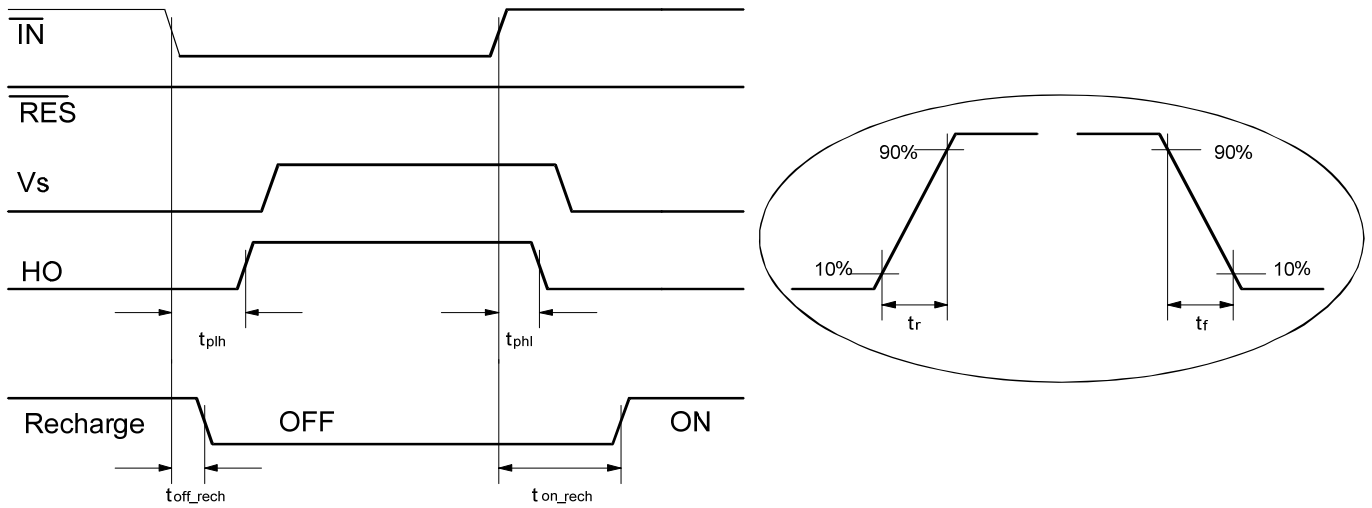 IN
RES
Vs
HO
tplh
tphl
Recharge OFF ON
toff_rech
ton_rech
90% 90%
10% 10%
tr tf